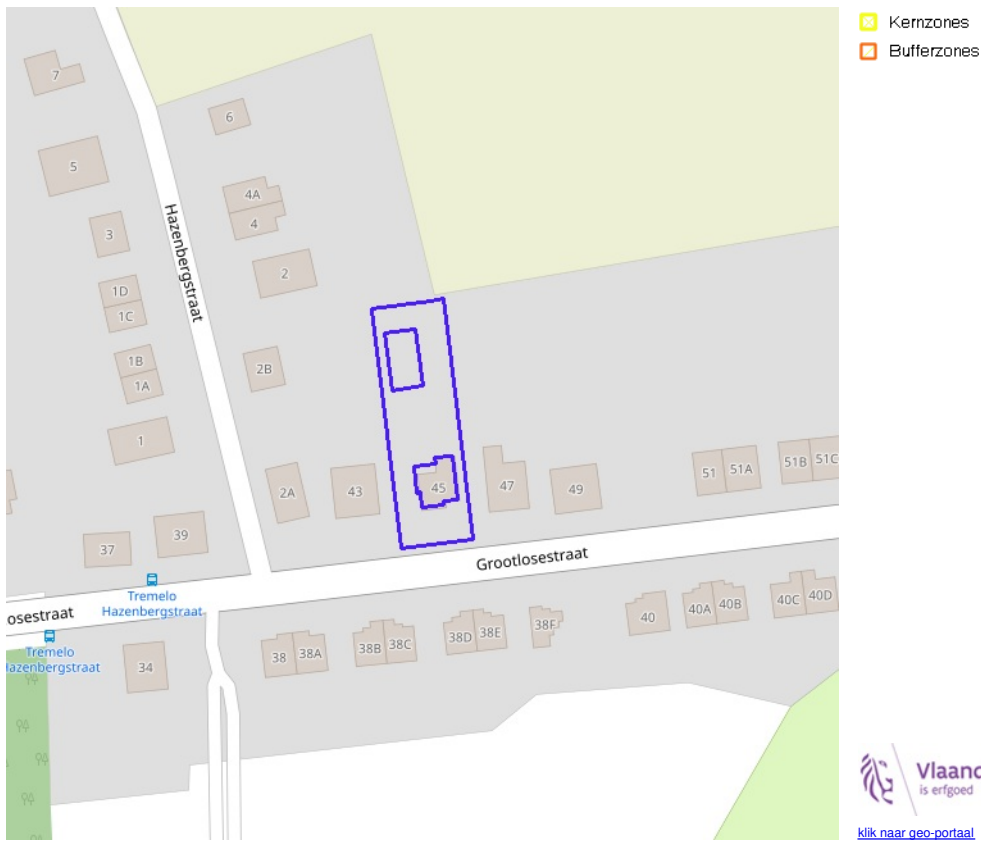 Kernzones
Bufferzones
7
6
5
4A
4
3
Hazenbergstraat
2
1D
1C
1B
2B
1A
1
51B
51C
51
51A
45
47
43
2A
49
39
37
Grootlosestraat
Tremelo
Hazenbergstraat
osestraat
40C
40D
40A
40B
40
38F
38D
38E
38B
38C
38
38A
Tremelo
Hazenbergstraat
34
Vlaand
is erfgoed
klik naar geo-portaal